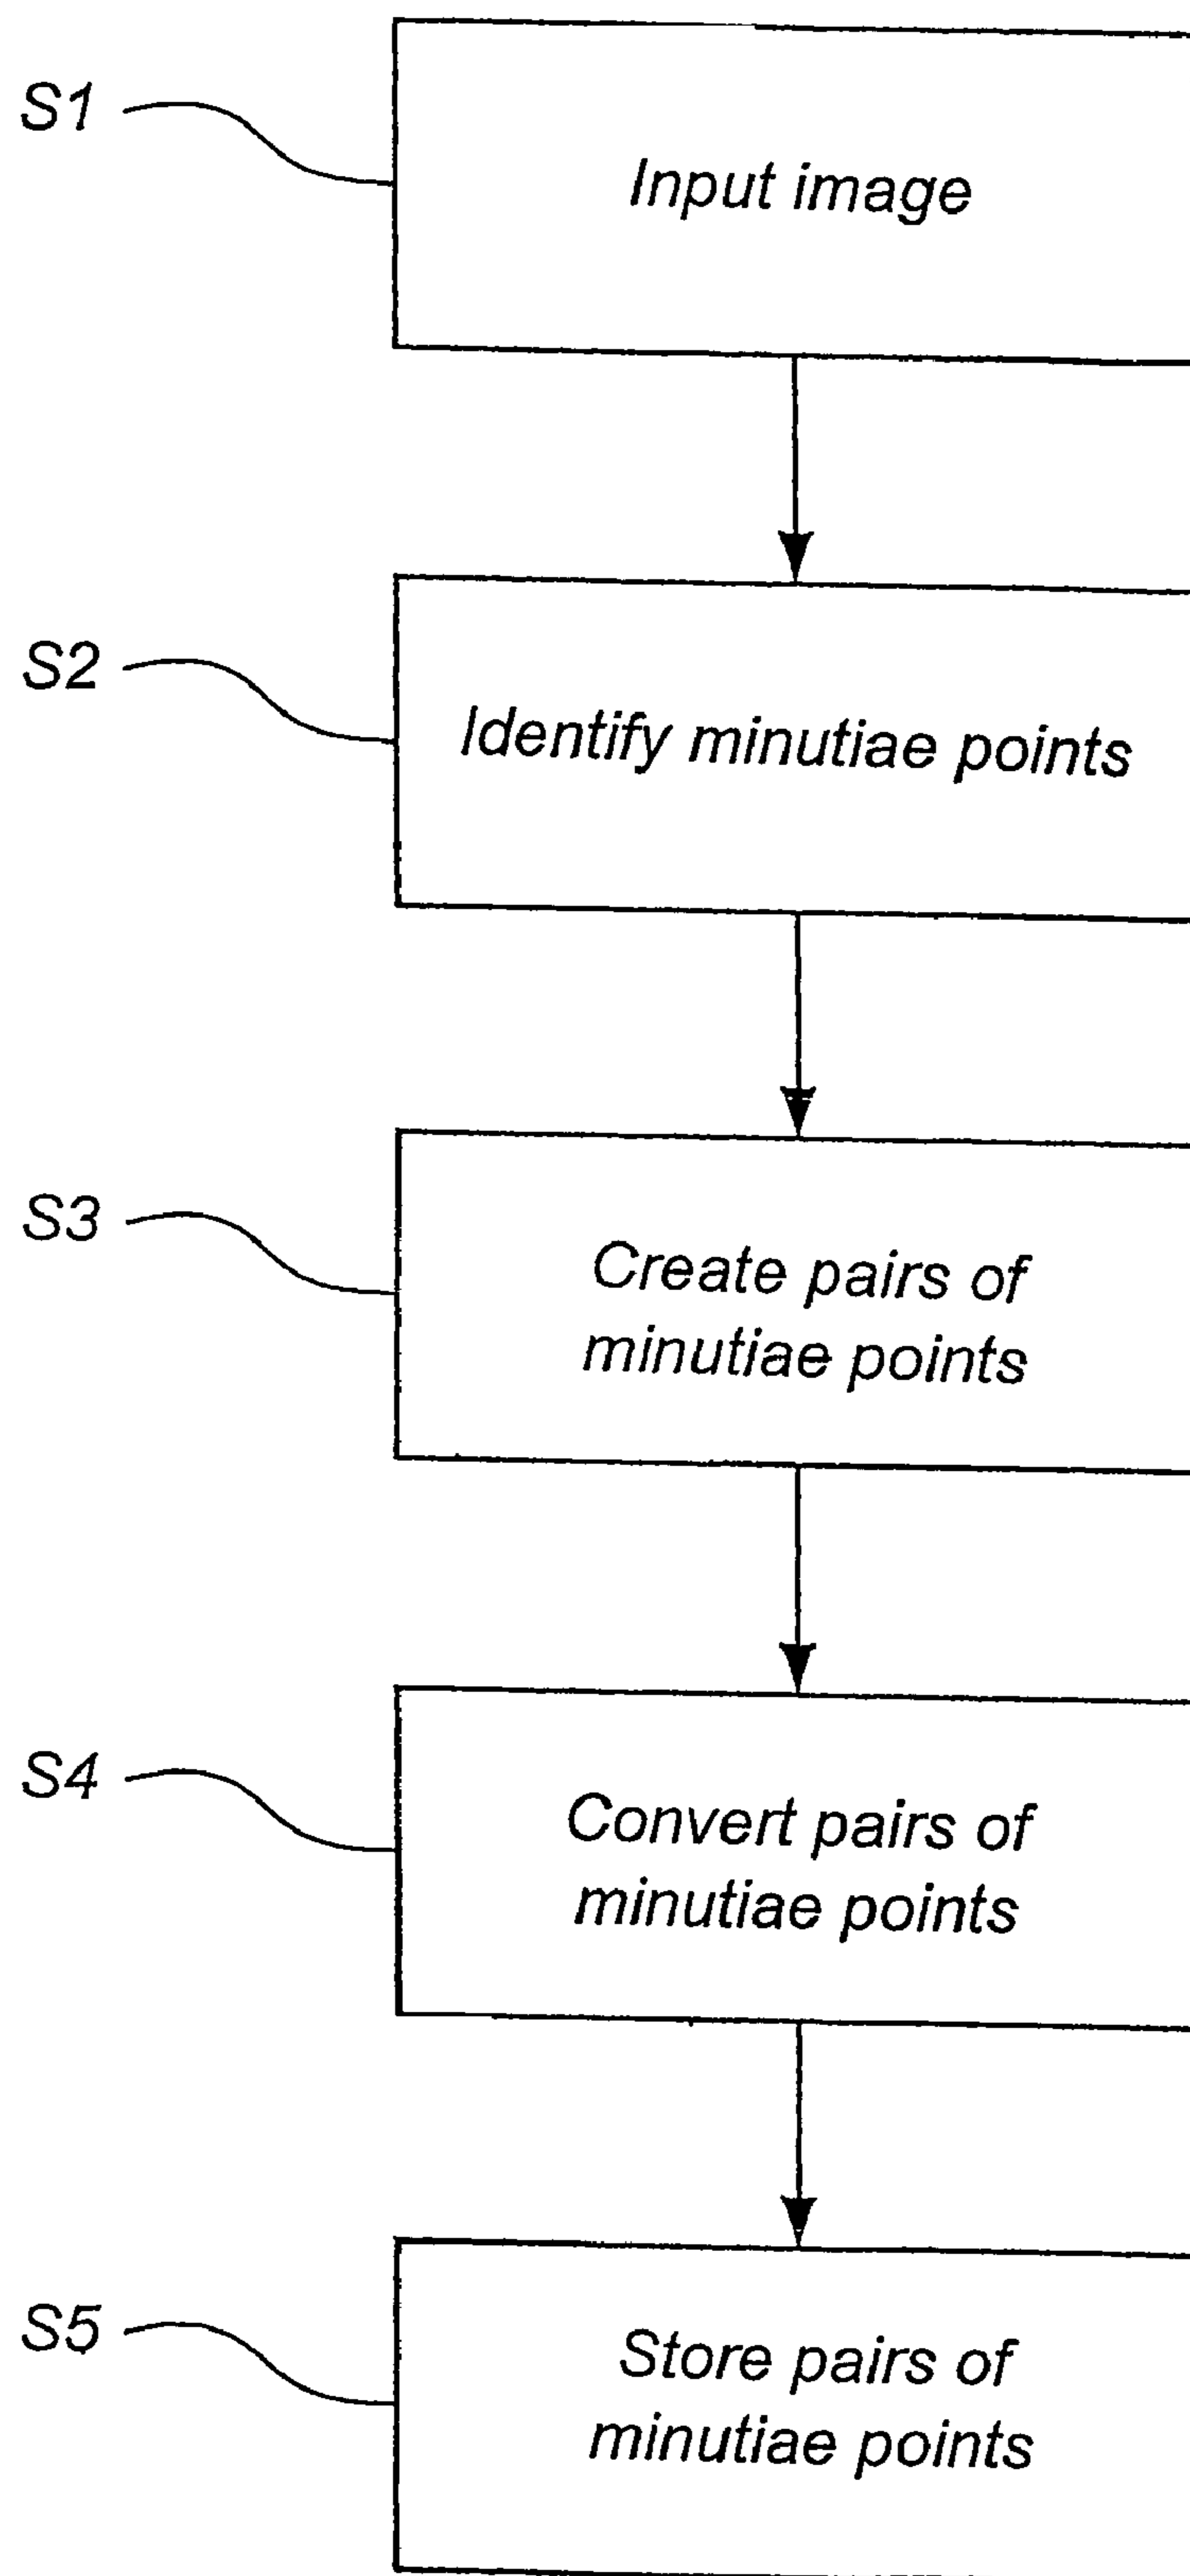 S1
Input image
S2
Identify minutiae points
S3
Create pairs of
minutiae points
S4
Convert pairs of
minutiae points
S5
Store pairs of
minutiae points